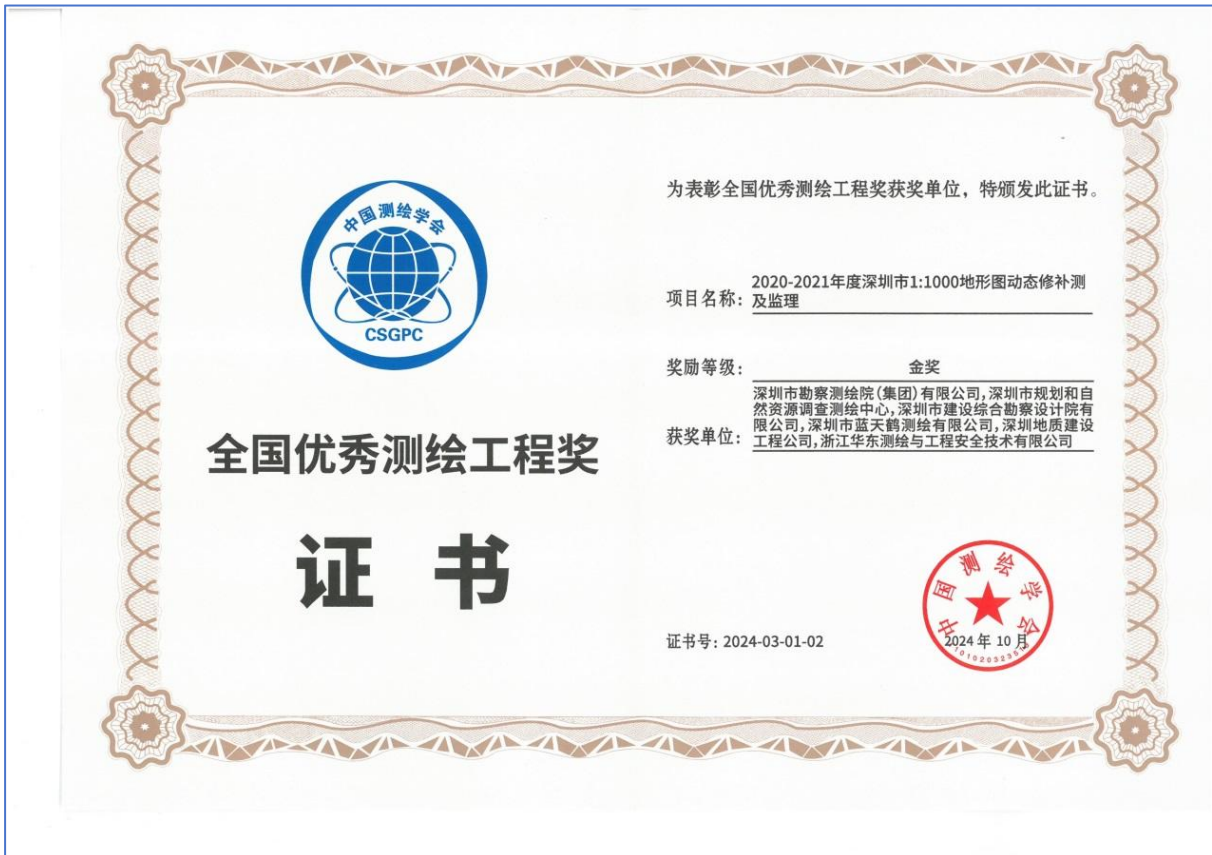 中国测绘学会
CSGPC
全国优秀测绘工程奖
证 书
为表彰全国优秀测绘工程奖获奖单位，特颁发此证书。
项目名称：
2020-2021年度深圳市1:1000地形图动态修补测
及监理
奖励等级：
金奖
获奖单位：
深圳市勘察测绘院(集团)有限公司,深圳市规划和自
然资源调查测绘中心,深圳市建设综合勘察设计院有
限公司,深圳市蓝天鹤测绘有限公司,深圳地质建设
工程公司,浙江华东测绘与工程安全技术有限公司
证书号：2024-03-01-02
中国测绘学会
2024 年 10 月